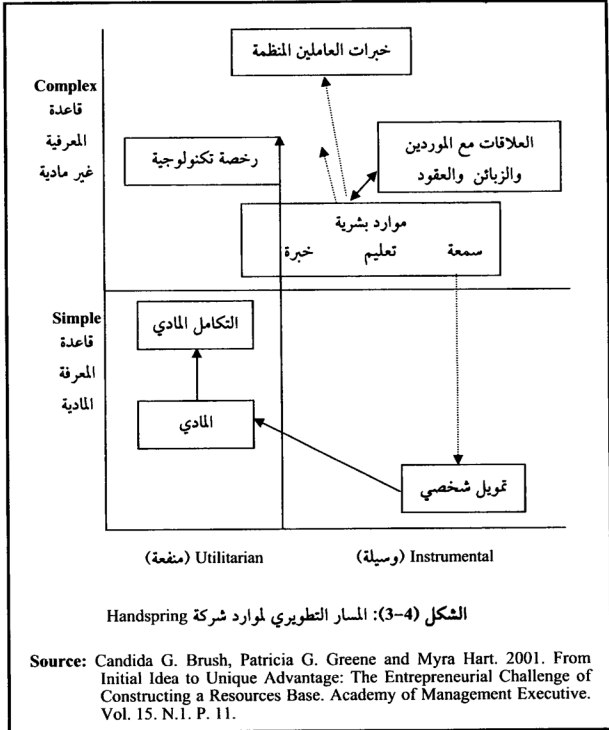 خبرات العاملين المنظمة
Complex
قاعدة
المعرفية
غير مادية
رخصة تكنولوجية
العلاقات مع الموردين
والزبائن والعقود
موارد بشرية
سمعة تعليم خبرة
Simple
قاعدة
المعرفة
المادية
التكامل المادي
المادي
تمويل شخصي
Utilitarian (منفعة)
Instrumental (وسيلة)
الشكل (4-3): المسار التطويري لموارد شركة Handspring
Source: Candida G. Brush, Patricia G. Greene and Myra Hart. 2001. From
Initial Idea to Unique Advantage: The Entrepreneurial Challenge of
Constructing a Resources Base. Academy of Management Executive.
Vol. 15. N.1. P. 11.